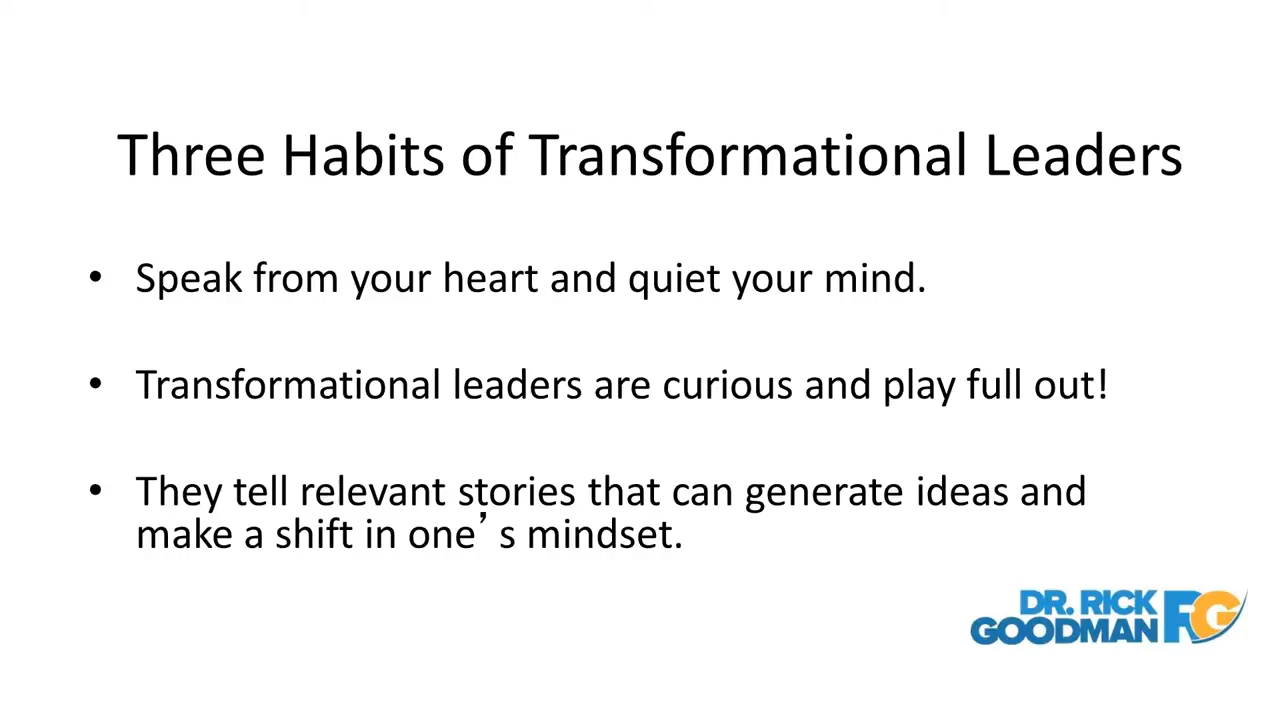 Three Habits of Transformational Leaders
• Speak from your heart and quiet your mind.
• Transformational leaders are curious and play full out!
• They tell relevant stories that can generate ideas and
make a shift in one’s mindset.
DR. RICK
GOODMAN RG